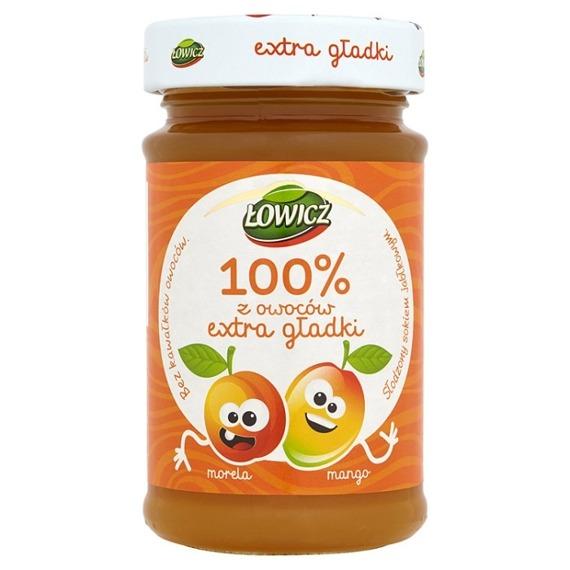 ŁOWICZ
extra gładki
ŁOWICZ
100%
z owoców
extra gładki
Bez kawałków owoców.
Słodzony sokiem jabłkowym.
morela
mango